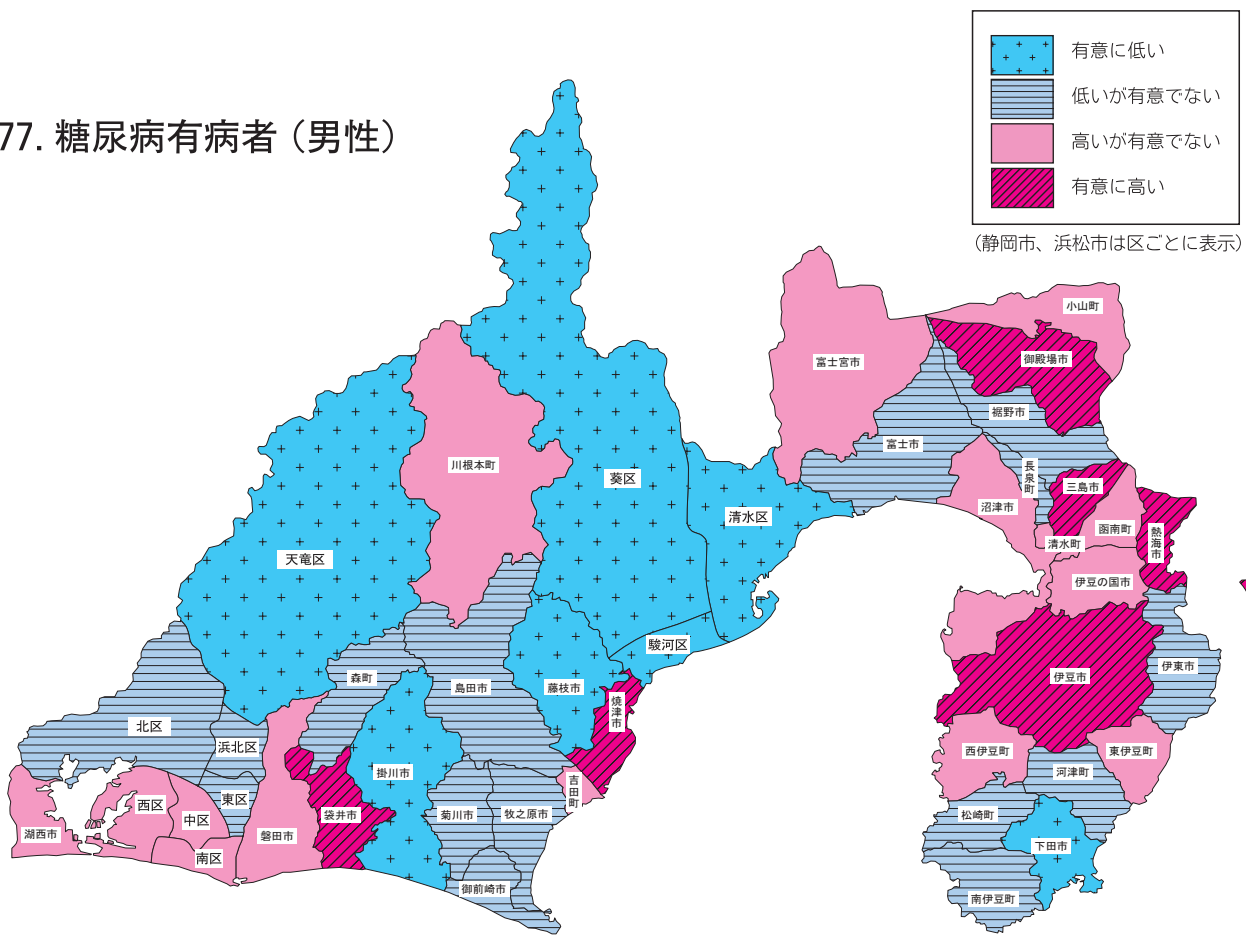 77. 糖尿病有病者（男性）
有意に低い
低いが有意でない
高いが有意でない
有意に高い
（静岡市、浜松市は区ごとに表示）
小山町
御殿場市
富士宮市
裾野市
富士市
川根本町
長泉町
三島市
葵区
沼津市
清水区
函南町
熱海市
清水町
天竜区
伊豆の国市
駿河区
伊東市
森町
伊豆市
島田市
藤枝市
焼津市
北区
浜北区
西伊豆町
東伊豆町
掛川市
河津町
吉田町
東区
西区
中区
袋井市
菊川市
牧之原市
松崎町
湖西市
磐田市
下田市
南区
御前崎市
南伊豆町